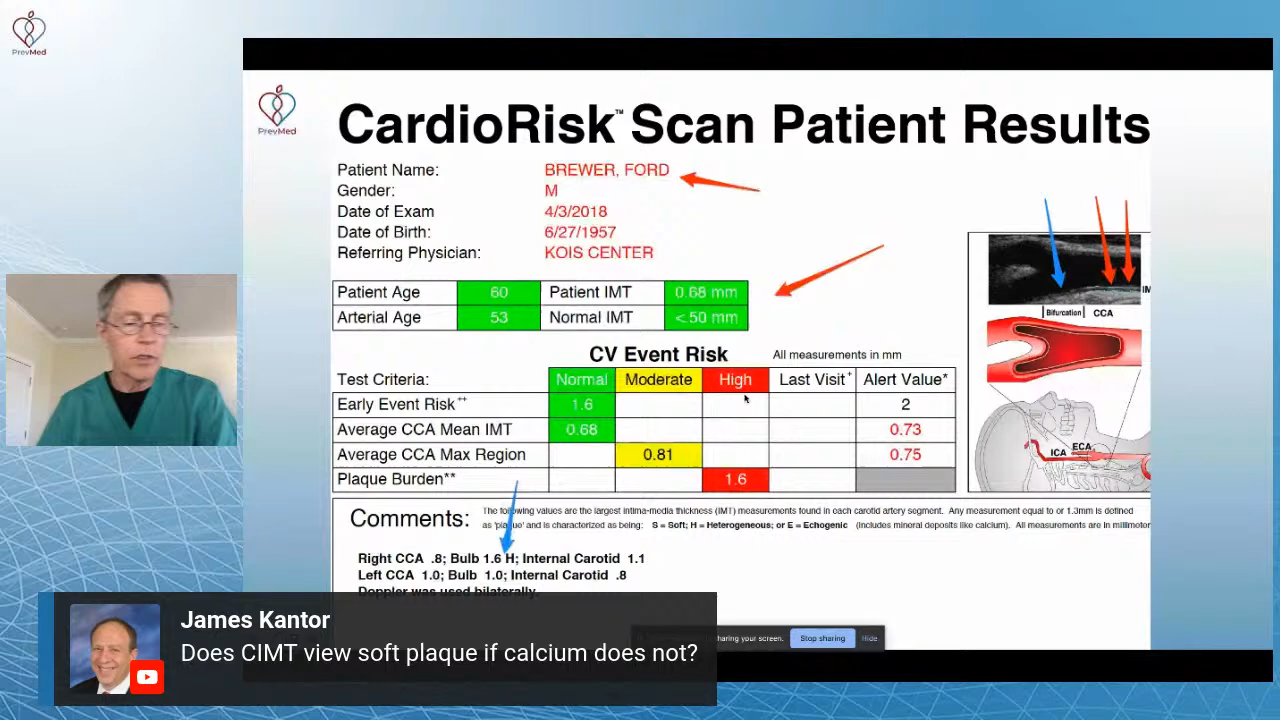 PrevMed
PrevMed
CardioRisk™ Scan Patient Results
Patient Name: BREWER, FORD
Gender: M
Date of Exam 4/3/2018
Date of Birth: 6/27/1957
Referring Physician: KOIS CENTER
Patient Age 60 Patient IMT 0.68 mm
Arterial Age 53 Normal IMT <.50 mm
CV Event Risk All measurements in mm
Test Criteria: Normal Moderate High Last Visit+ Alert Value*
Early Event Risk++ 1.6 2
Average CCA Mean IMT 0.68 0.73
Average CCA Max Region 0.81 0.75
Plaque Burden** 1.6
IM
Bifurcation CCA
ICA ECA
Comments: The following values are the largest intima-media thickness (IMT) measurements found in each carotid artery segment. Any measurement equal to or 1.3mm is defined
as 'plaque' and is characterized as being: S = Soft; H = Heterogeneous; or E = Echogenic (includes mineral deposits like calcium). All measurements are in millimeter
Right CCA .8; Bulb 1.6 H; Internal Carotid 1.1
Left CCA 1.0; Bulb 1.0; Internal Carotid .8
Doppler was used bilaterally.
sharing your screen. Stop sharing Hide
James Kantor
Does CIMT view soft plaque if calcium does not?